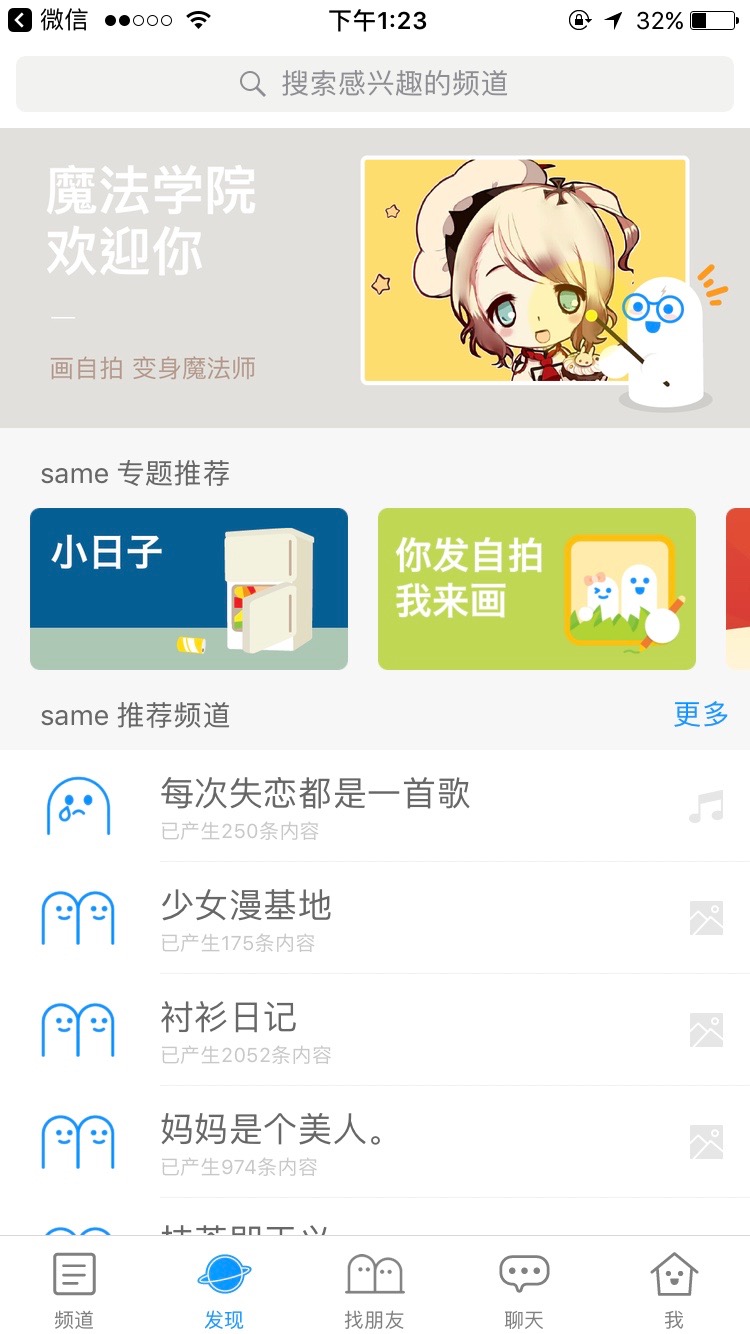 微信
下午1:23
32%
搜索感兴趣的频道
魔法学院
欢迎你
画自拍 变身魔法师
same 专题推荐
小日子
你发自拍
我来画
same 推荐频道
更多
每次失恋都是一首歌
已产生250条内容
少女漫基地
已产生175条内容
衬衫日记
已产生2052条内容
妈妈是个美人。
已产生974条内容
频道
发现
找朋友
聊天
我